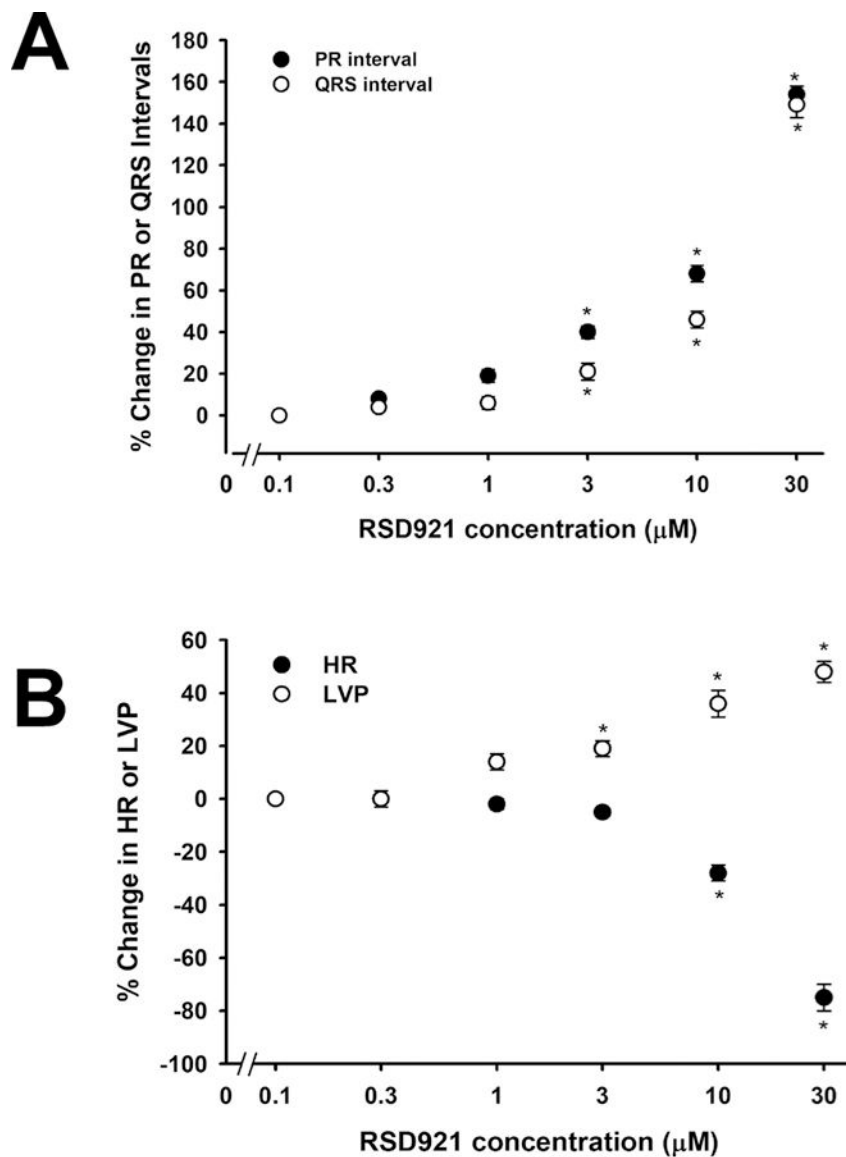 A
% Change in PR or QRS Intervals
180
160
140
120
100
80
60
40
20
0
PR interval
QRS interval
*
*
*
*
*
*
0 0.1 0.3 1 3 10 30
RSD921 concentration (μM)
B
% Change in HR or LVP
60
40
20
0
-20
-40
-60
-80
-100
HR
LVP
*
*
*
*
*
0 0.1 0.3 1 3 10 30
RSD921 concentration (μM)